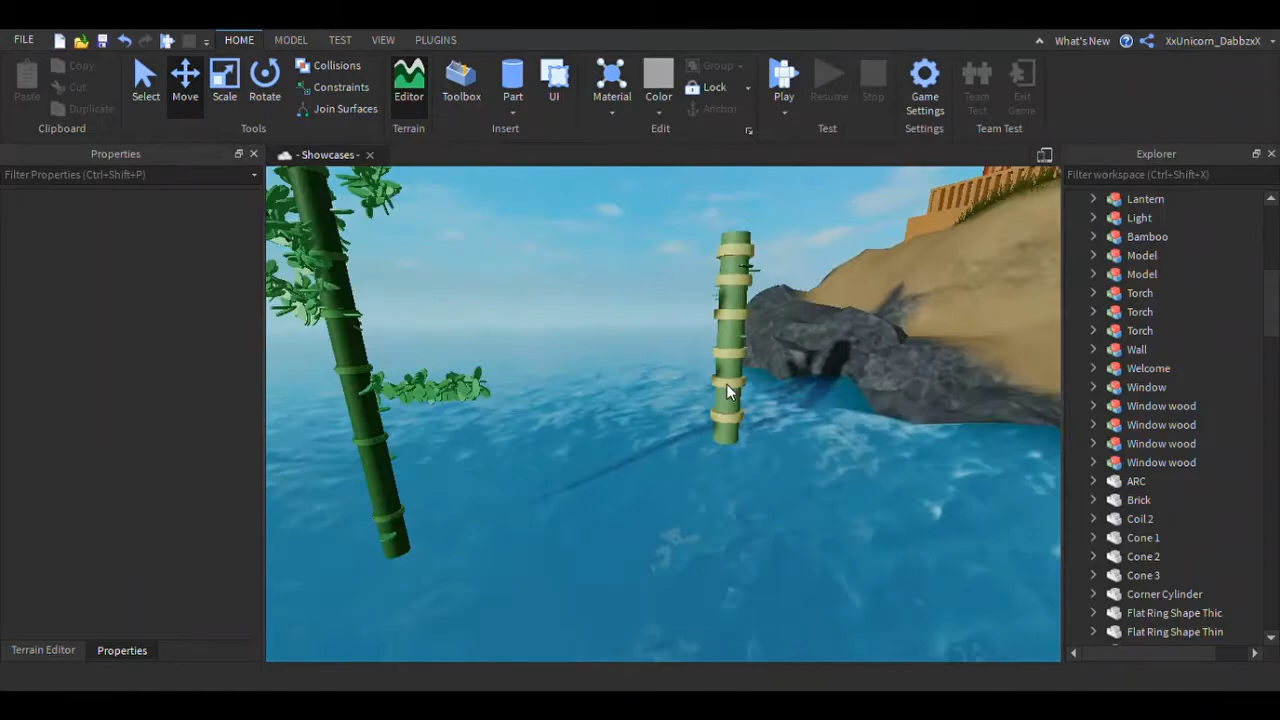 FILE HOME MODEL TEST VIEW PLUGINS What's New XxUnicorn_DabbzxX
Paste Copy Cut Duplicate
Clipboard
Select Move Scale Rotate Collisions Constraints Join Surfaces
Tools
Editor
Terrain
Toolbox Part UI
Insert
Material Color Group Lock Anchor
Edit
Play Resume Stop
Test
Game Settings
Settings
Team Test Exit Game
Team Test
Properties
Filter Properties (Ctrl+Shift+P)
- Showcases -
Explorer
Filter workspace (Ctrl+Shift+X)
Lantern
Light
Bamboo
Model
Model
Torch
Torch
Torch
Wall
Welcome
Window
Window wood
Window wood
Window wood
Window wood
ARC
Brick
Coil 2
Cone 1
Cone 2
Cone 3
Corner Cylinder
Flat Ring Shape Thic
Flat Ring Shape Thin
Terrain Editor Properties